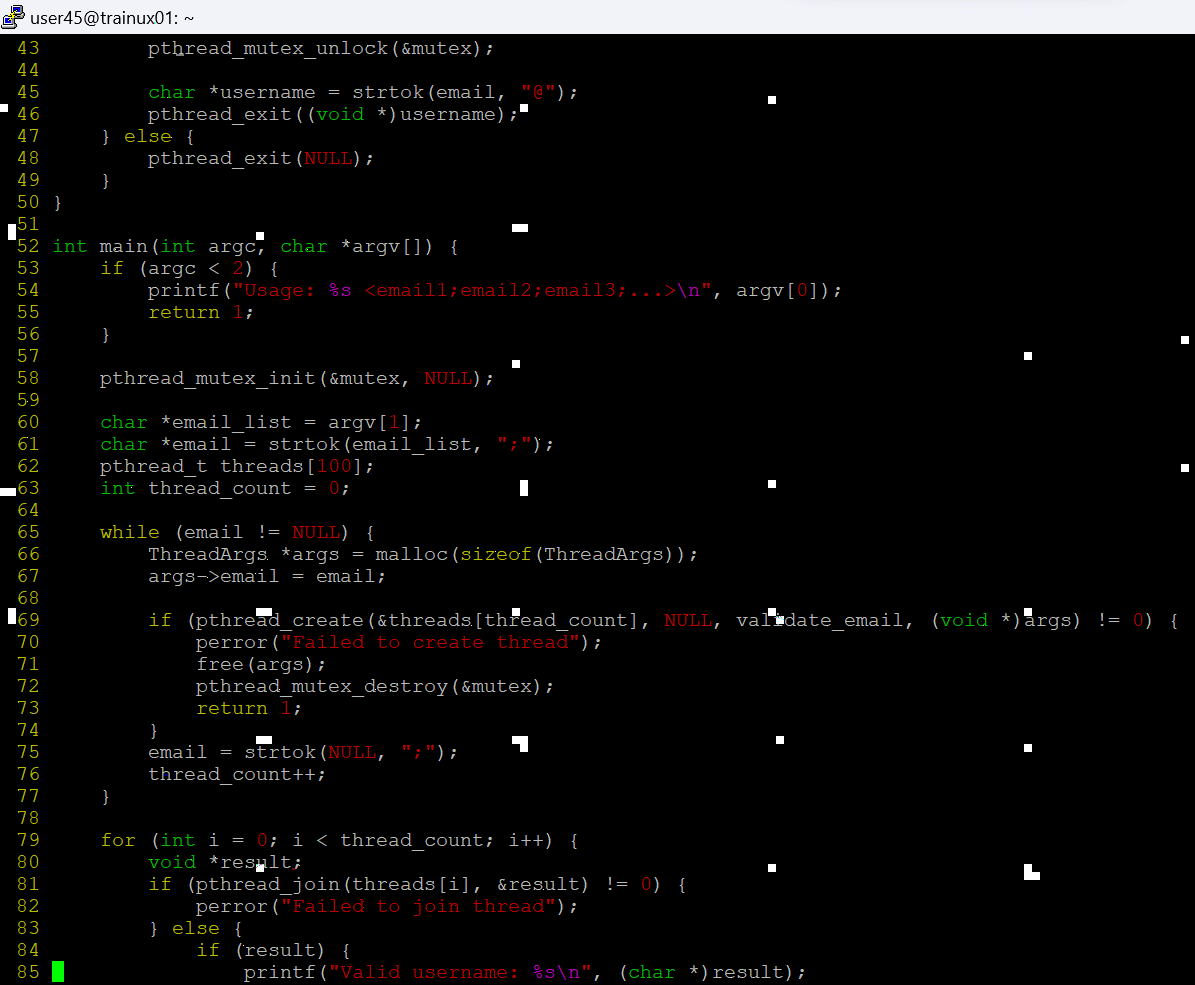 user45@trainux01: ~
43         pthread_mutex_unlock(&mutex);
44
45         char *username = strtok(email, "@");
46         pthread_exit((void *)username);
47     } else {
48         pthread_exit(NULL);
49     }
50 }
51
52 int main(int argc, char *argv[]) {
53     if (argc < 2) {
54         printf("Usage: %s <email1;email2;email3;...>\n", argv[0]);
55         return 1;
56     }
57
58     pthread_mutex_init(&mutex, NULL);
59
60     char *email_list = argv[1];
61     char *email = strtok(email_list, ";");
62     pthread_t threads[100];
63     int thread_count = 0;
64
65     while (email != NULL) {
66         ThreadArgs *args = malloc(sizeof(ThreadArgs));
67         args->email = email;
68
69         if (pthread_create(&threads[thread_count], NULL, validate_email, (void *)args) != 0) {
70             perror("Failed to create thread");
71             free(args);
72             pthread_mutex_destroy(&mutex);
73             return 1;
74         }
75         email = strtok(NULL, ";");
76         thread_count++;
77     }
78
79     for (int i = 0; i < thread_count; i++) {
80         void *result;
81         if (pthread_join(threads[i], &result) != 0) {
82             perror("Failed to join thread");
83         } else {
84             if (result) {
85                 printf("Valid username: %s\n", (char *)result);